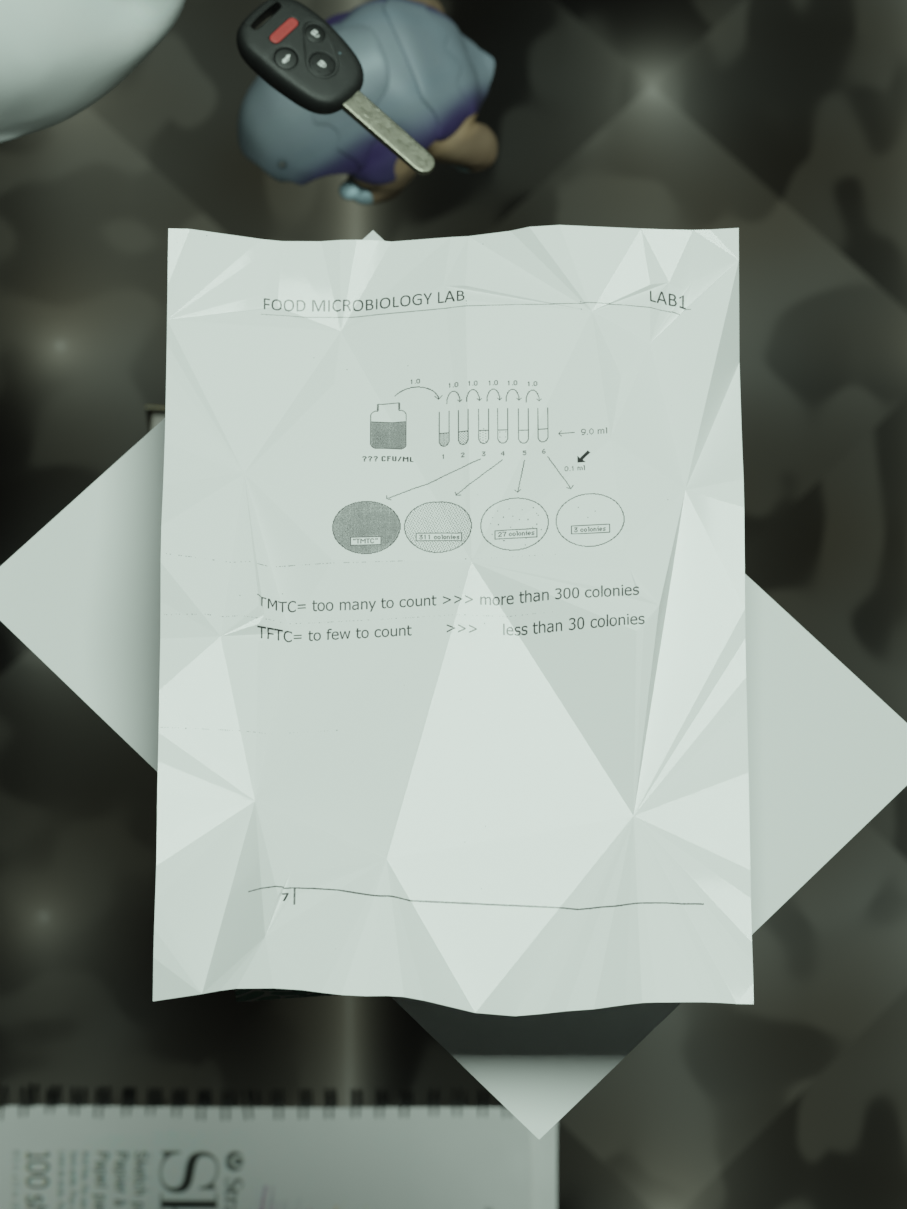 FOOD MICROBIOLOGY LAB LAB1
1.0 1.0 1.0 1.0 1.0 1.0
9.0 ml
??? CFU/ML 1 2 3 4 5 6
0.1 ml
"TMTC" 311 colonies 27 colonies 3 colonies
TMTC= too many to count >>> more than 300 colonies
TFTC= to few to count >>> less than 30 colonies
7
100 s